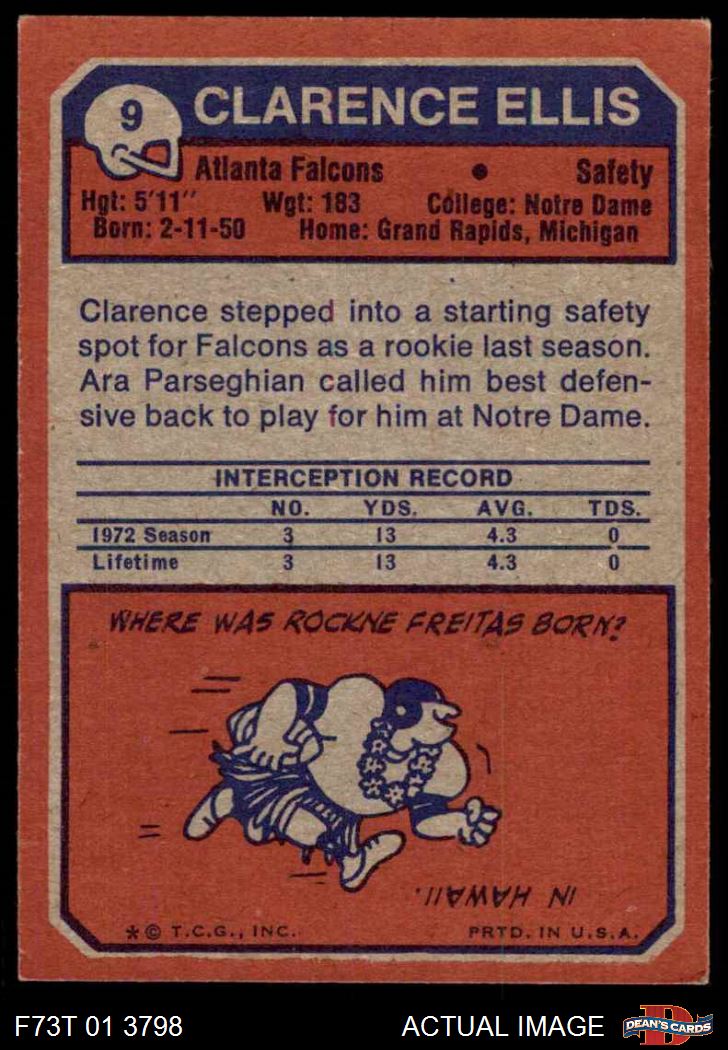 9
CLARENCE ELLIS
Atlanta Falcons • Safety
Hgt: 5'11" Wgt: 183 College: Notre Dame
Born: 2-11-50 Home: Grand Rapids, Michigan
Clarence stepped into a starting safety
spot for Falcons as a rookie last season.
Ara Parseghian called him best defen-
sive back to play for him at Notre Dame.
INTERCEPTION RECORD
NO. YDS. AVG. TDS.
1972 Season 3 13 4.3 0
Lifetime 3 13 4.3 0
WHERE WAS ROCKNE FREITAS BORN?
IN HAWAII.
*© T.C.G., INC. PRTD. IN U.S.A.
F73T 01 3798 ACTUAL IMAGE
D
DEAN'S CARDS